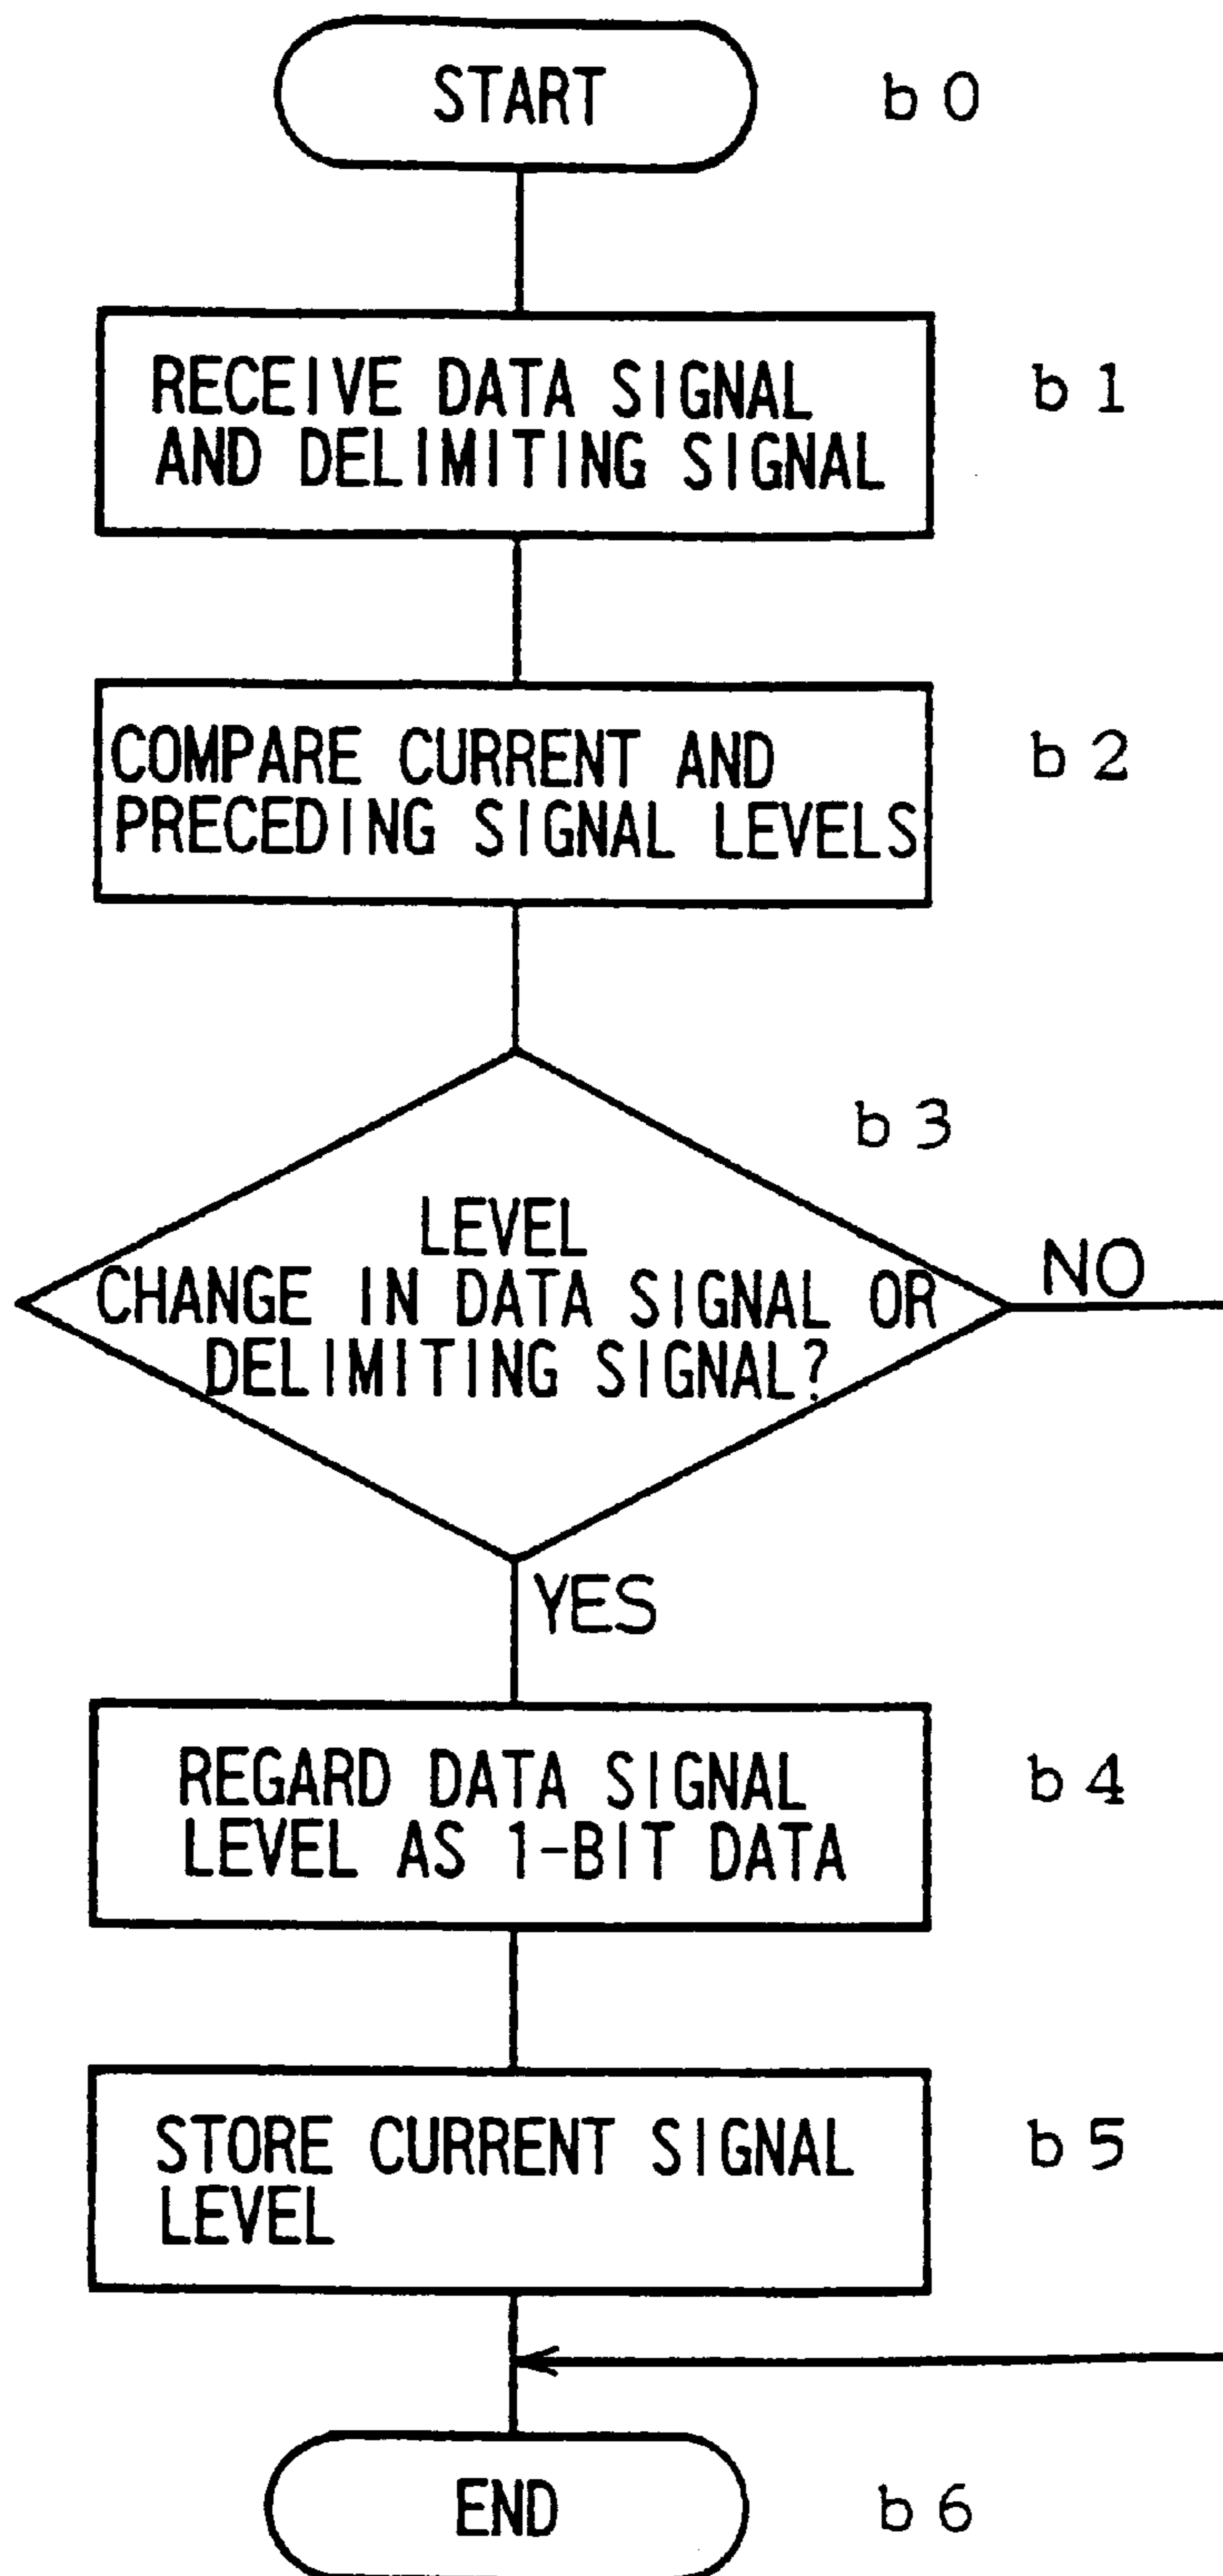 START
b 0
RECEIVE DATA SIGNAL
AND DELIMITING SIGNAL
b 1
COMPARE CURRENT AND
PRECEDING SIGNAL LEVELS
b 2
b 3
LEVEL
CHANGE IN DATA SIGNAL OR
DELIMITING SIGNAL?
NO
YES
REGARD DATA SIGNAL
LEVEL AS 1-BIT DATA
b 4
STORE CURRENT SIGNAL
LEVEL
b 5
END
b 6